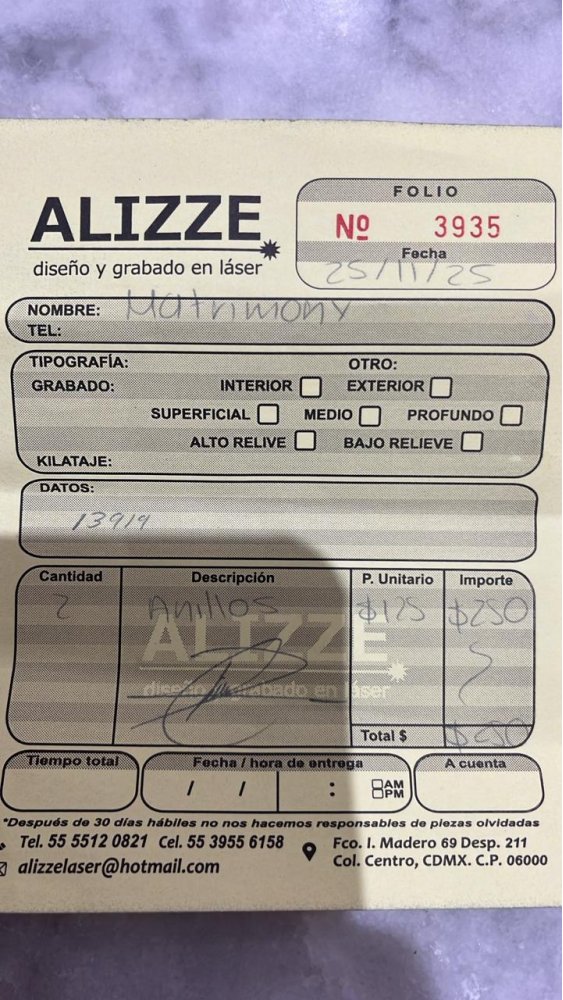 ALIZZE
diseño y grabado en láser
FOLIO
Nº 3935
Fecha
25/11/25
NOMBRE: Matrimony
TEL:
TIPOGRAFÍA: OTRO:
GRABADO: INTERIOR EXTERIOR
SUPERFICIAL MEDIO PROFUNDO
ALTO RELIVE BAJO RELIEVE
KILATAJE:
DATOS:
13919
Cantidad Descripción P. Unitario Importe
2 Anillos $125 $250
ALIZZE
diseño y grabado en láser
Total $ $250
Tiempo total Fecha / hora de entrega A cuenta
/ / : AM
PM
*Después de 30 días hábiles no nos hacemos responsables de piezas olvidadas
Tel. 55 5512 0821 Cel. 55 3955 6158
alizzelaser@hotmail.com
Fco. I. Madero 69 Desp. 211
Col. Centro, CDMX. C.P. 06000